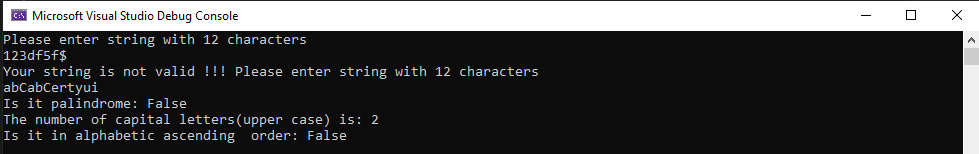 Microsoft Visual Studio Debug Console
Please enter string with 12 characters
123df5f$
Your string is not valid !!! Please enter string with 12 characters
abCabCertyui
Is it palindrome: False
The number of capital letters(upper case) is: 2
Is it in alphabetic ascending  order: False